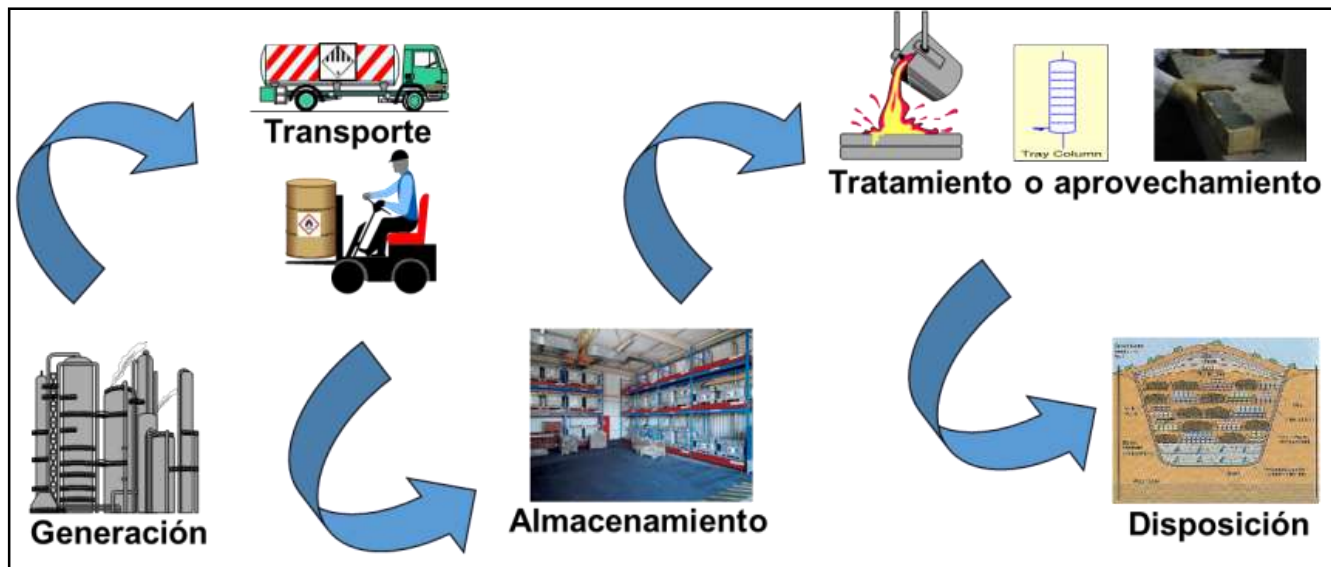 Transporte
Tray Column
Tratamiento o aprovechamiento
Generación
Almacenamiento
Disposición